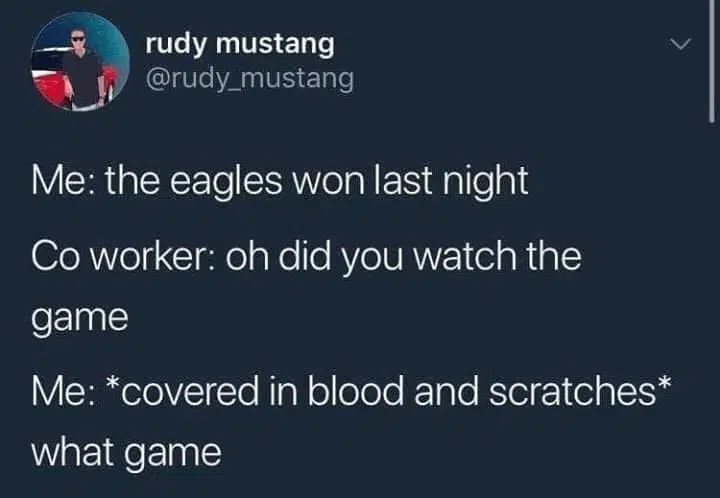 rudy mustang
@rudy_mustang
Me: the eagles won last night
Co worker: oh did you watch the
game
Me: *covered in blood and scratches*
what game